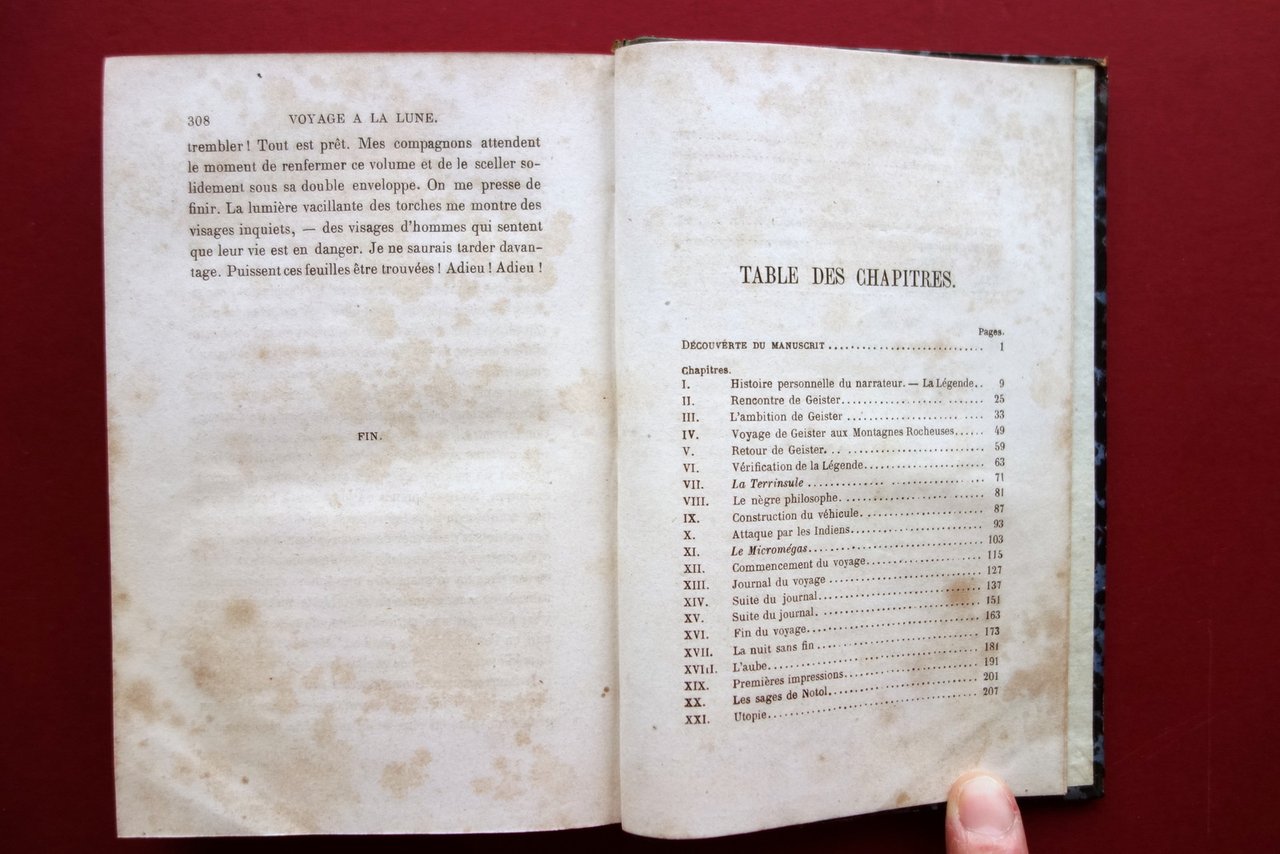 308 VOYAGE A LA LUNE.
trembler ! Tout est prêt. Mes compagnons attendent
le moment de renfermer ce volume et de le sceller so-
lidement sous sa double enveloppe. On me presse de
finir. La lumière vacillante des torches me montre des
visages inquiets, — des visages d'hommes qui sentent
que leur vie est en danger. Je ne saurais tarder davan-
tage. Puissent ces feuilles être trouvées ! Adieu ! Adieu !
FIN.
TABLE DES CHAPITRES.
Pages.
DÉCOUVERTE DU MANUSCRIT ............................ 1
Chapitres.
I. Histoire personnelle du narrateur. — La Légende.. 9
II. Rencontre de Geister........................ 25
III. L'ambition de Geister ........................ 33
IV. Voyage de Geister aux Montagnes Rocheuses...... 49
V. Retour de Geister........................ 59
VI. Vérification de la Légende........................ 63
VII. La Terrinsule ........................ 71
VIII. Le nègre philosophe........................ 81
IX. Construction du véhicule........................ 87
X. Attaque par les Indiens........................ 93
XI. Le Micromégas........................ 103
XII. Commencement du voyage........................ 115
XIII. Journal du voyage ........................ 127
XIV. Suite du journal........................ 137
XV. Suite du journal........................ 151
XVI. Fin du voyage........................ 163
XVII. La nuit sans fin ........................ 173
XVIII. L'aube........................ 181
XIX. Premières impressions........................ 191
XX. Les sages de Notol........................ 201
XXI. Utopie........................ 207